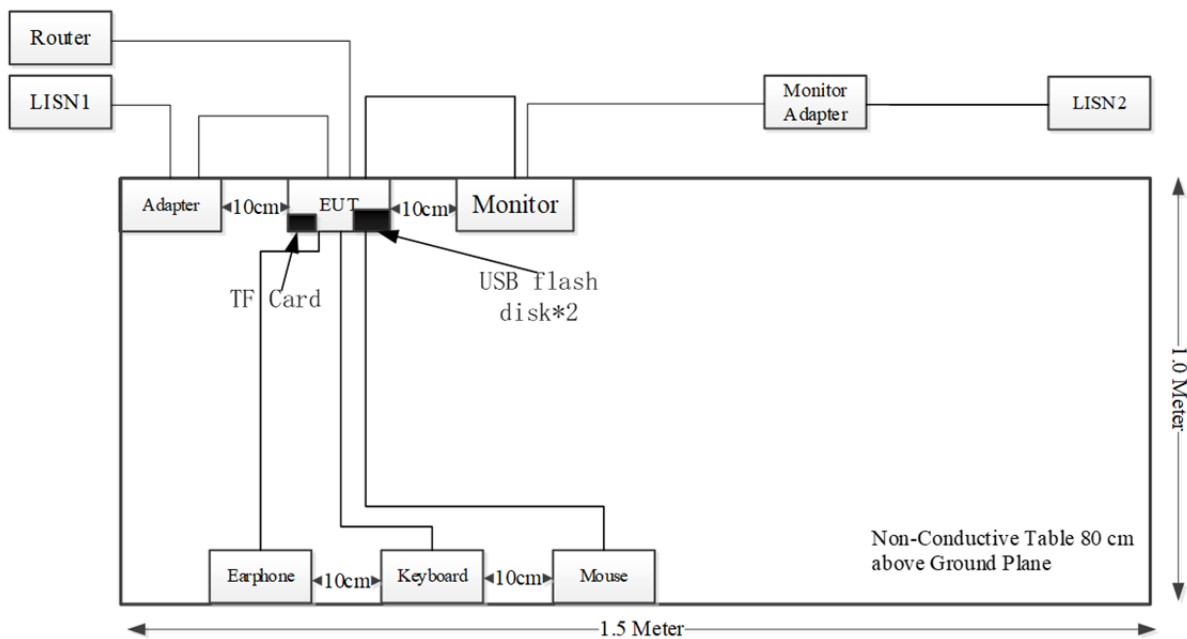 Router
LISN1
Monitor
Adapter
LISN2
Adapter
10cm
EUT
10cm
Monitor
TF Card
USB flash
disk*2
1.0 Meter
Non-Conductive Table 80 cm
above Ground Plane
Earphone
10cm
Keyboard
10cm
Mouse
1.5 Meter